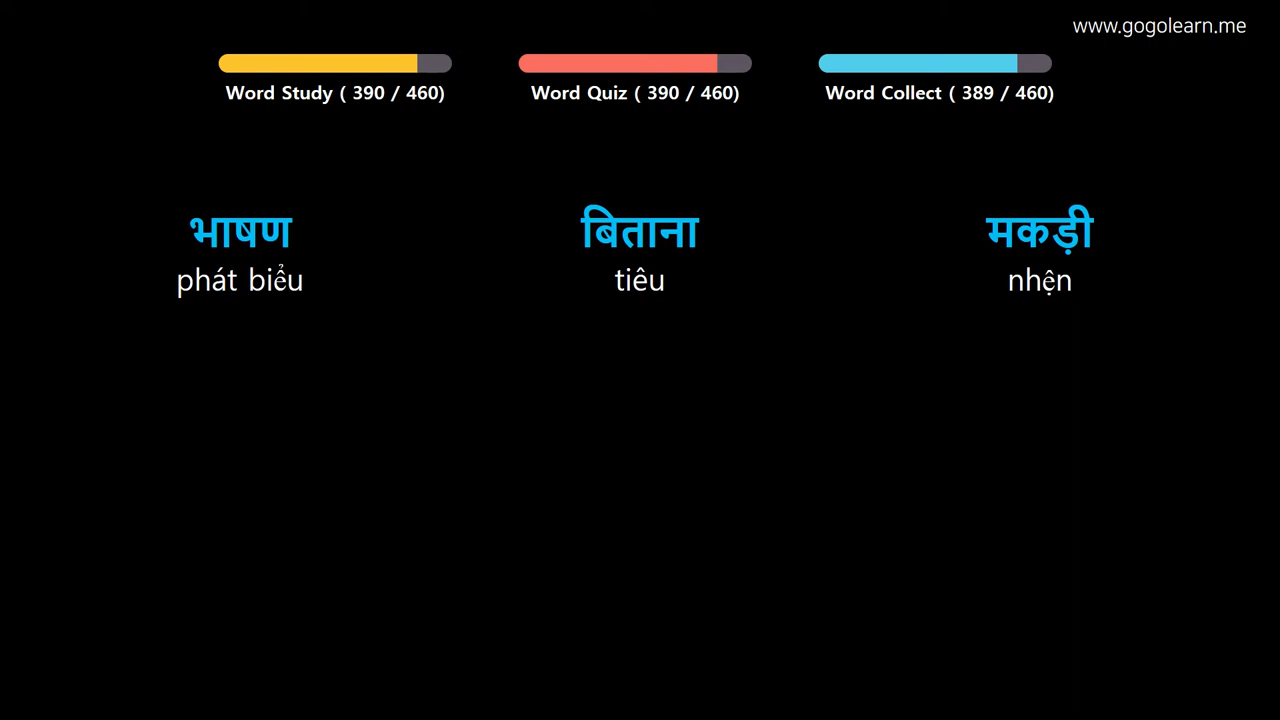 www.gogolearn.me
Word Study ( 390 / 460)
Word Quiz ( 390 / 460)
Word Collect ( 389 / 460)
भाषण
phát biểu
बिताना
tiêu
मकड़ी
nhện